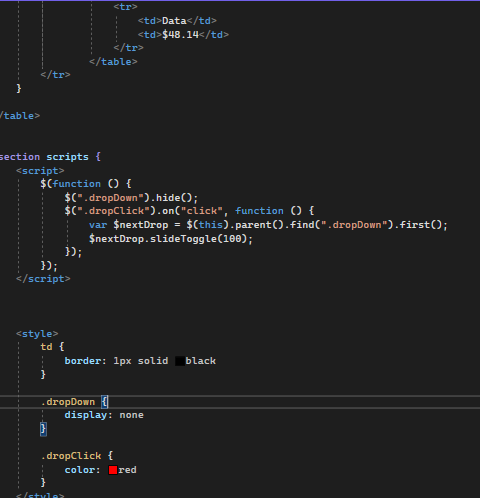 <tr>
<td>Data</td>
<td>$48.14</td>
</tr>
</table>
</tr>
}
/table>
section scripts {
<script>
$(function () {
$(".dropDown").hide();
$(".dropClick").on("click", function () {
var $nextDrop = $(this).parent().find(".dropDown").first();
$nextDrop.slideToggle(100);
});
});
</script>
<style>
td {
border: 1px solid black
}
.dropDown {
display: none
}
.dropClick {
color: red
}
</style>